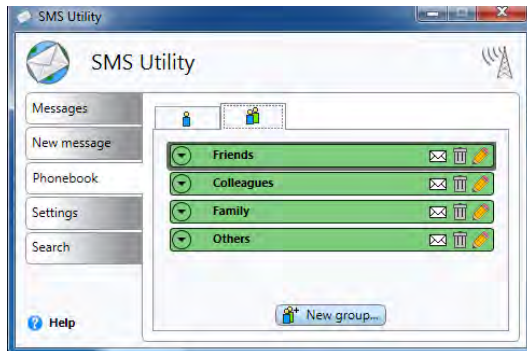 SMS Utility
SMS Utility
Messages
New message
Phonebook
Settings
Search
Help
Friends
Colleagues
Family
Others
New group...